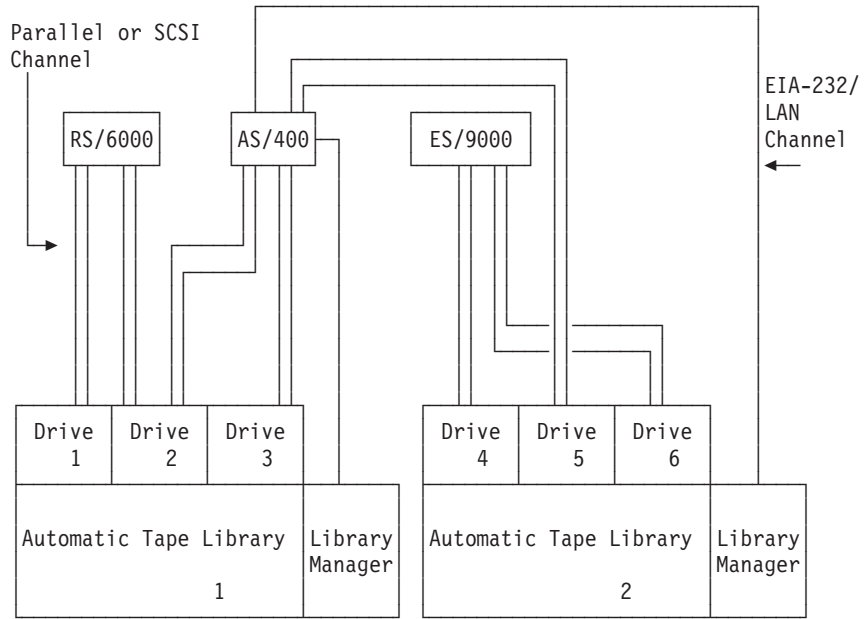 Parallel or SCSI
Channel
EIA-232/
LAN
Channel
RS/6000
AS/400
ES/9000
Drive
1
Drive
2
Drive
3
Drive
4
Drive
5
Drive
6
Automatic Tape Library
1
Library
Manager
Automatic Tape Library
2
Library
Manager